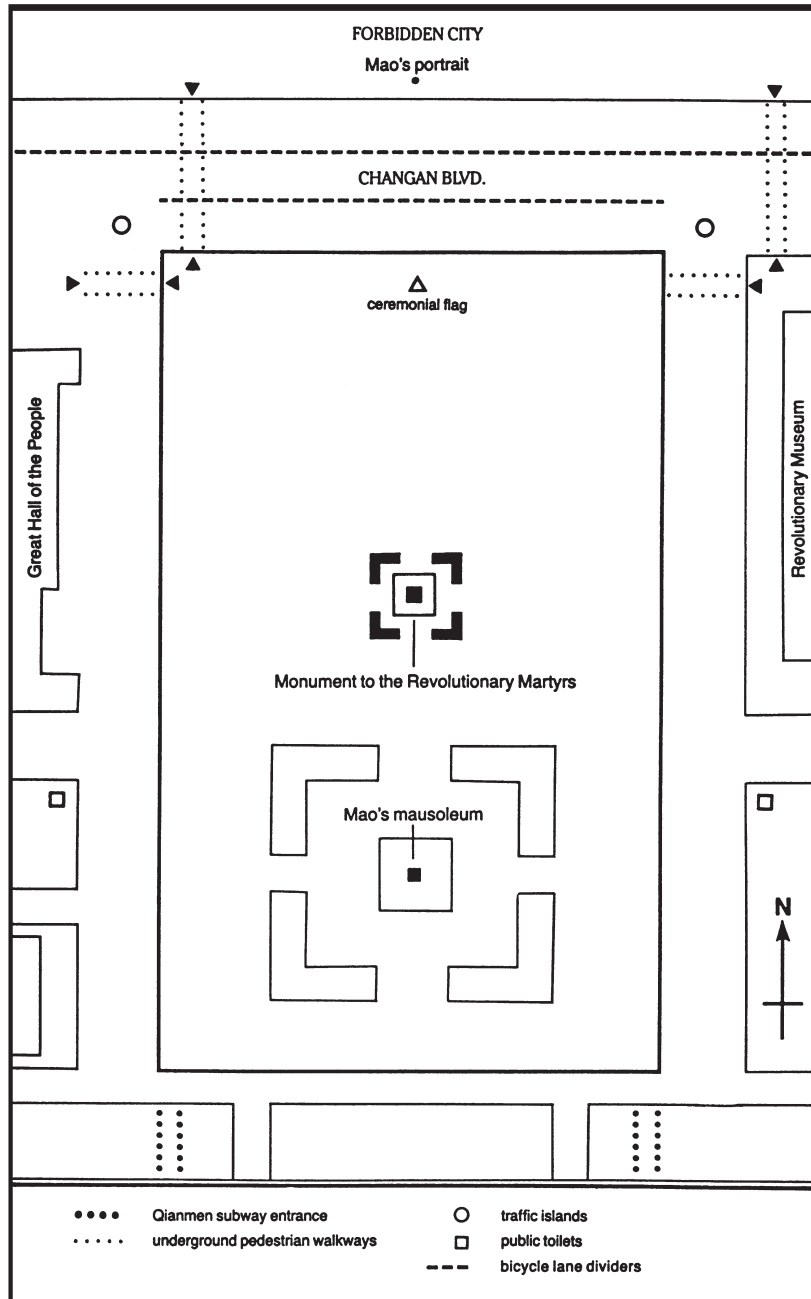 FORBIDDEN CITY
Mao's portrait
CHANGAN BLVD.
ceremonial flag
Great Hall of the People
Revolutionary Museum
Monument to the Revolutionary Martyrs
Mao's mausoleum
N
Qianmen subway entrance
underground pedestrian walkways
traffic islands
public toilets
bicycle lane dividers